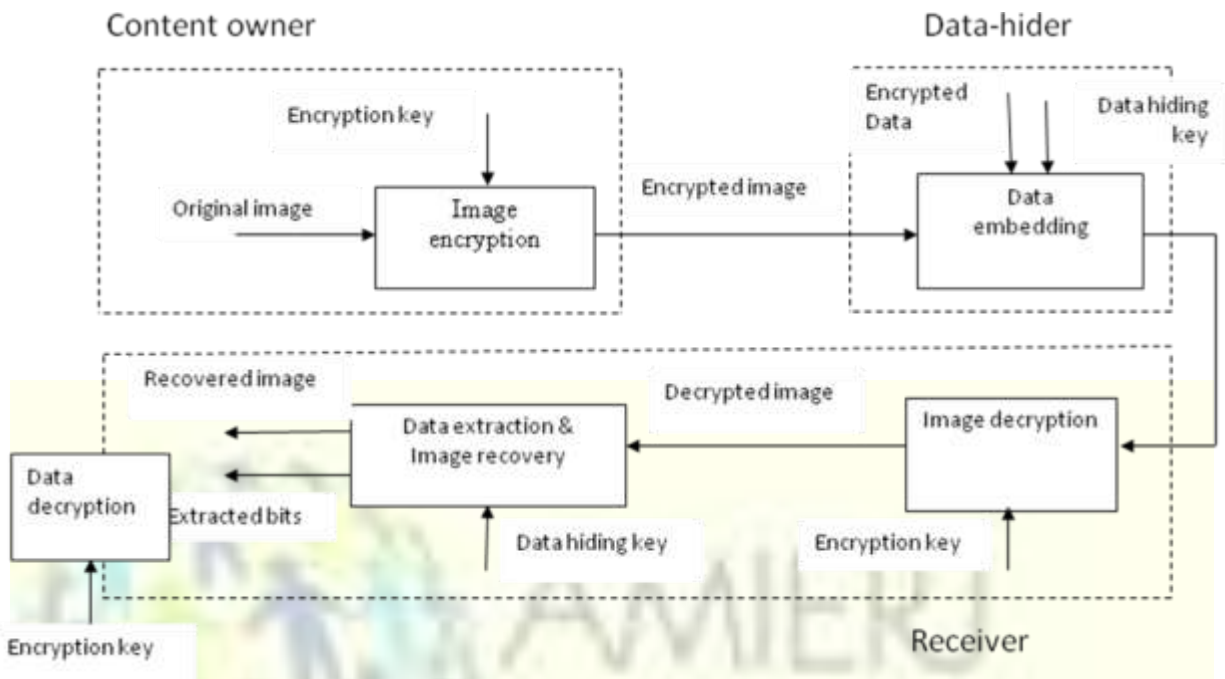 Content owner
Data-hider
Encryption key
Encrypted
Data
Data hiding
key
Original image
Image
encryption
Encrypted image
Data
embedding
Recovered image
Decrypted image
Data extraction &
Image recovery
Image decryption
Data
decryption
Extracted bits
Data hiding key
Encryption key
Encryption key
Receiver
AMIERJ